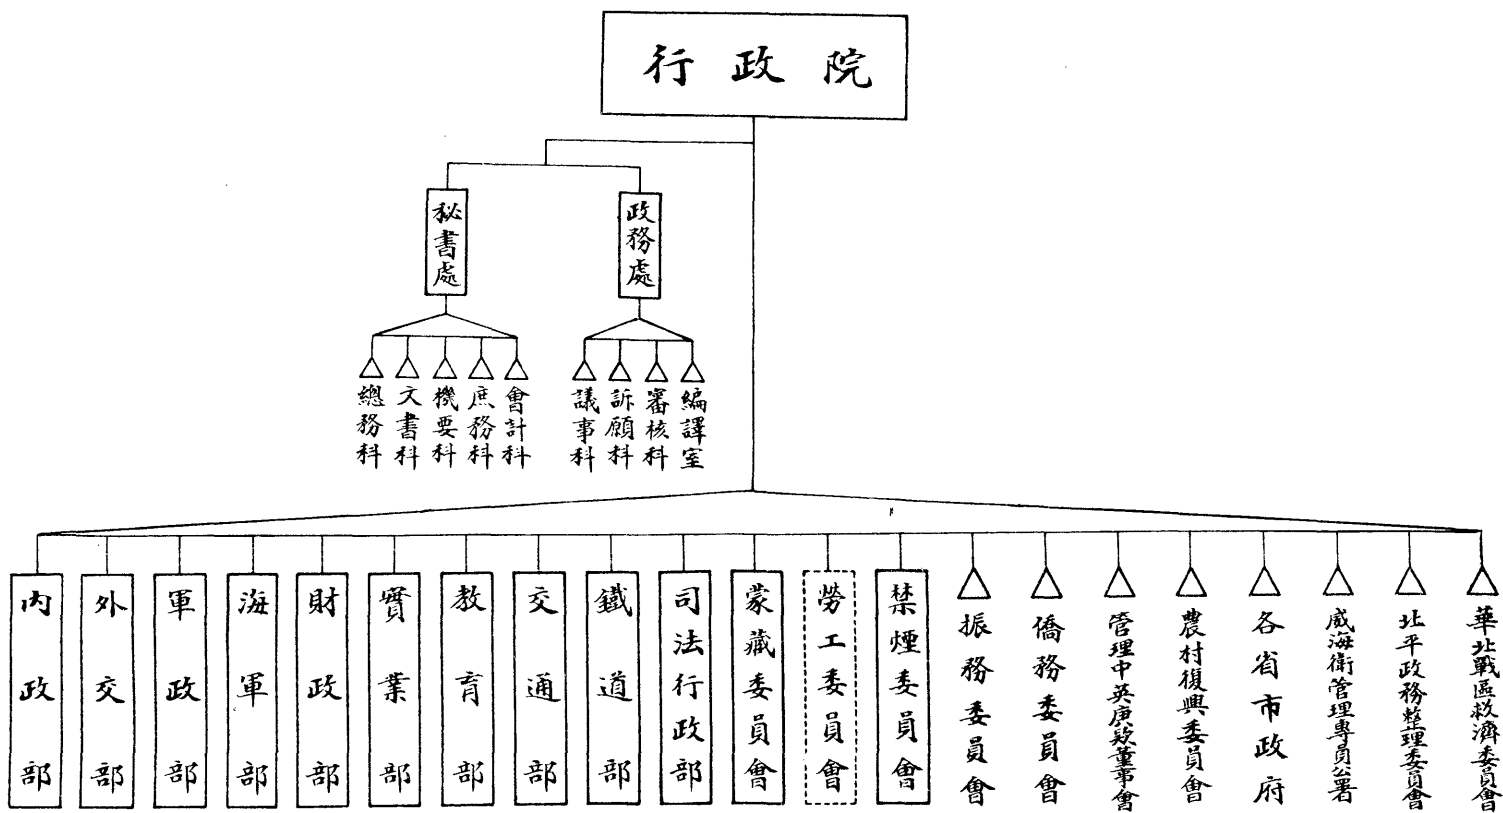 行政院
秘書處
政務處
總務科
文書科
機要科
庶務科
會計科
議事科
訴願科
審核科
編譯室
内政部
外交部
軍政部
海軍部
財政部
實業部
教育部
交通部
鐵道部
司法行政部
蒙藏委員會
勞工委員會
禁煙委員會
振務委員會
僑務委員會
管理中英庚款董事會
農村復興委員會
各省市政府
威海衛管理專員公署
北平政務整理委員會
華北戰區救濟委員會